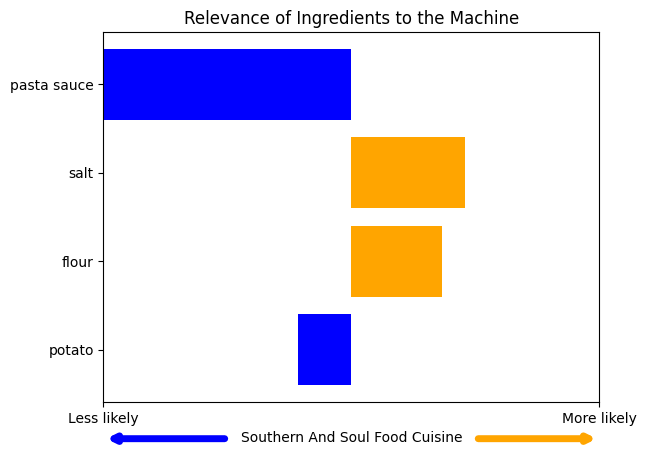 Relevance of Ingredients to the Machine
pasta sauce
salt
flour
potato
Less likely
More likely
Southern And Soul Food Cuisine